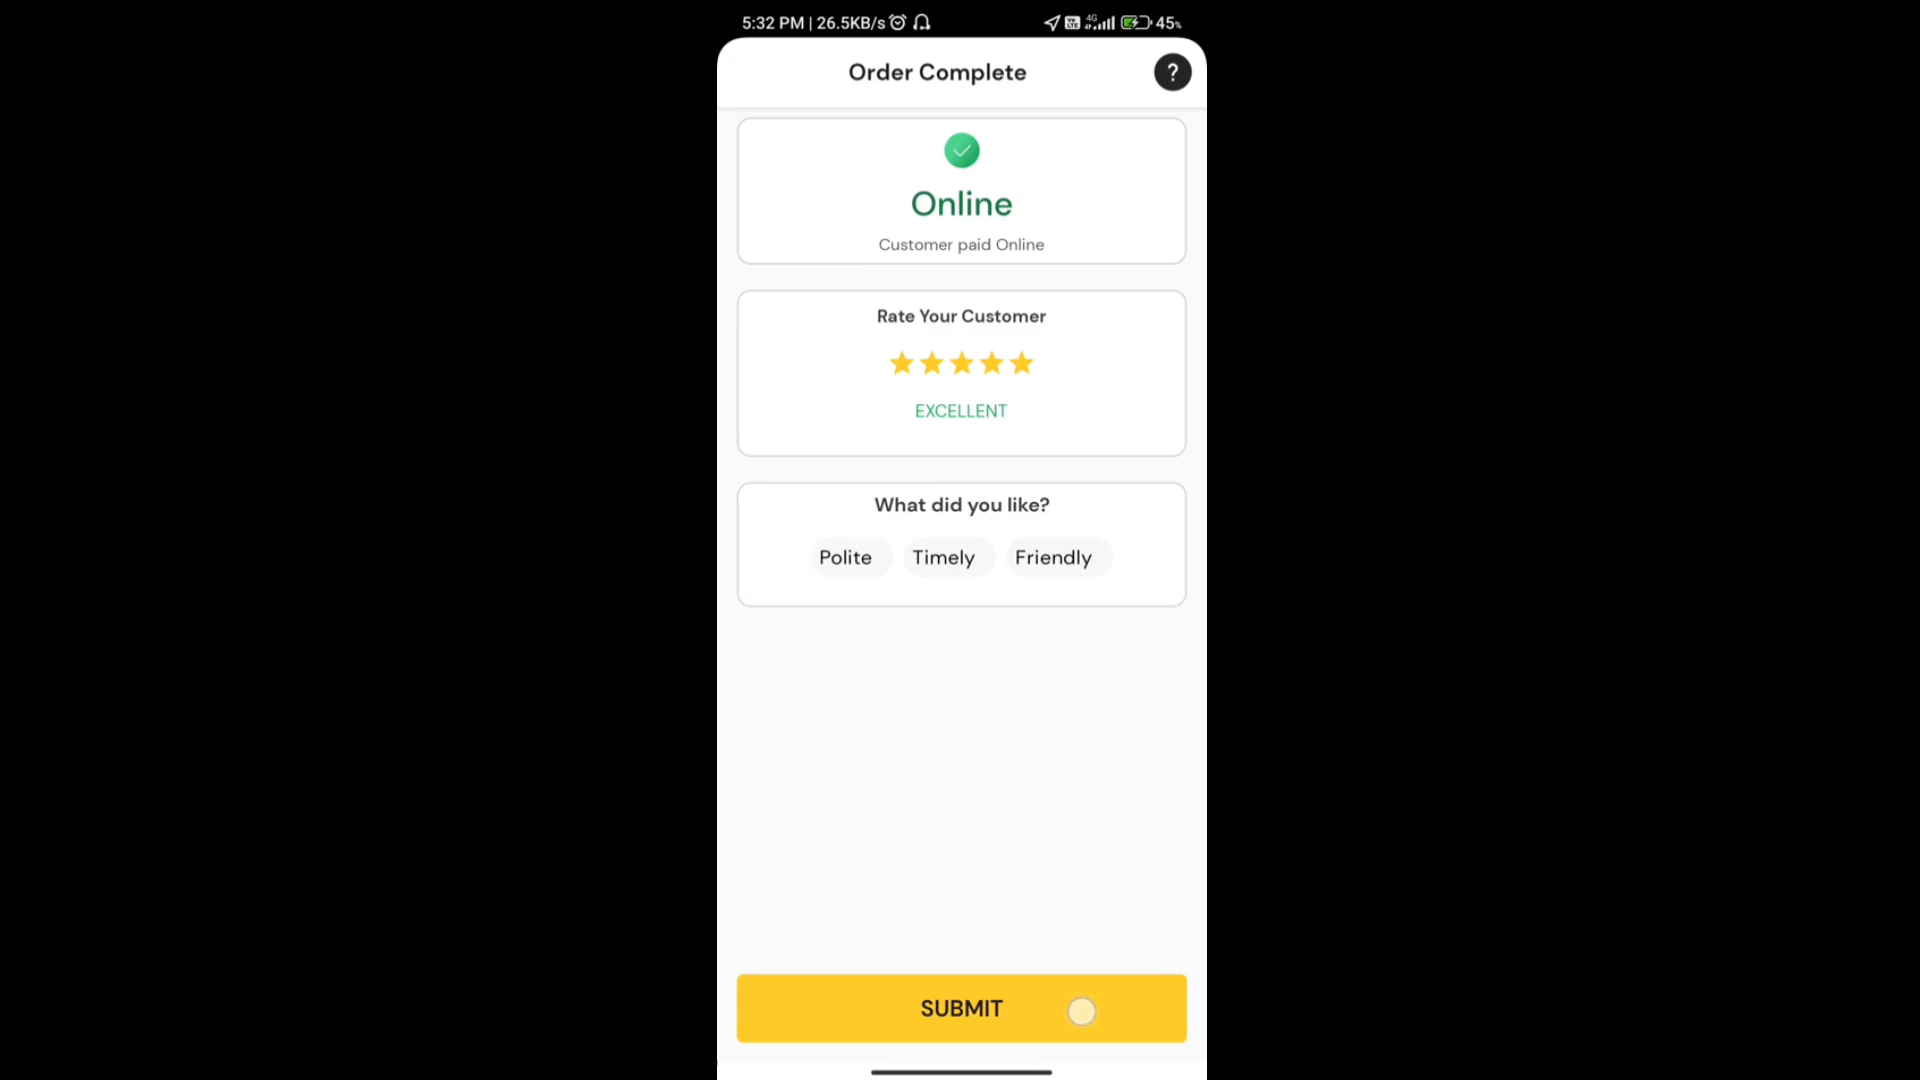 5:32 PM | 26.5KB/s 4G 45%
Order Complete ?
Online
Customer paid Online
Rate Your Customer
EXCELLENT
What did you like?
Polite Timely Friendly
SUBMIT